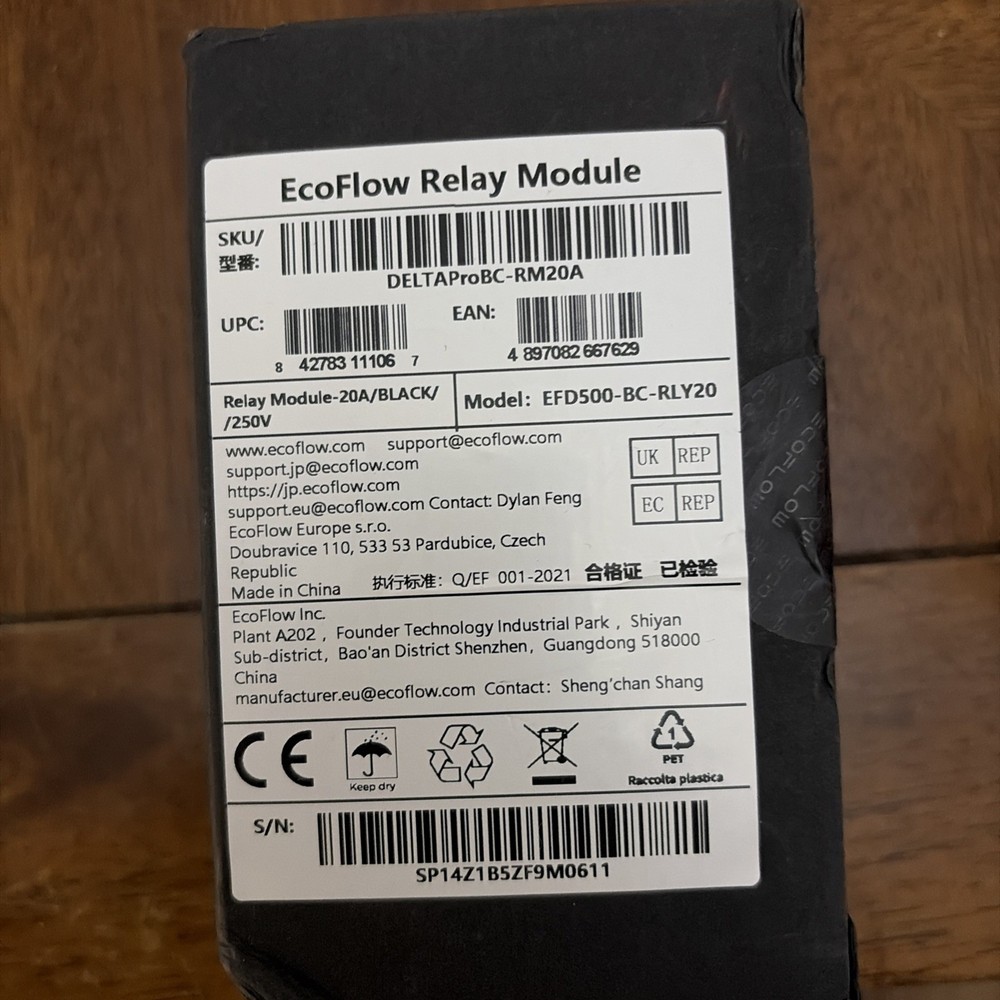 EcoFlow Relay Module
SKU/
型番:
DELTAProBC-RM20A
UPC:
8 42783 11106 7
EAN:
4 897082 667629
Relay Module-20A/BLACK/
/250V
Model: EFD500-BC-RLY20
www.ecoflow.com support@ecoflow.com
support.jp@ecoflow.com
https://jp.ecoflow.com
support.eu@ecoflow.com Contact: Dylan Feng
EcoFlow Europe s.r.o.
Doubravice 110, 533 53 Pardubice, Czech
Republic
Made in China 执行标准: Q/EF 001-2021 合格证 已检验
UK REP
EC REP
EcoFlow Inc.
Plant A202 , Founder Technology Industrial Park , Shiyan
Sub-district, Bao'an District Shenzhen, Guangdong 518000
China
manufacturer.eu@ecoflow.com Contact: Sheng'chan Shang
CE
Keep dry
1
PET
Raccolta plastica
S/N:
SP14Z1B5ZF9M0611
ECOFLOW